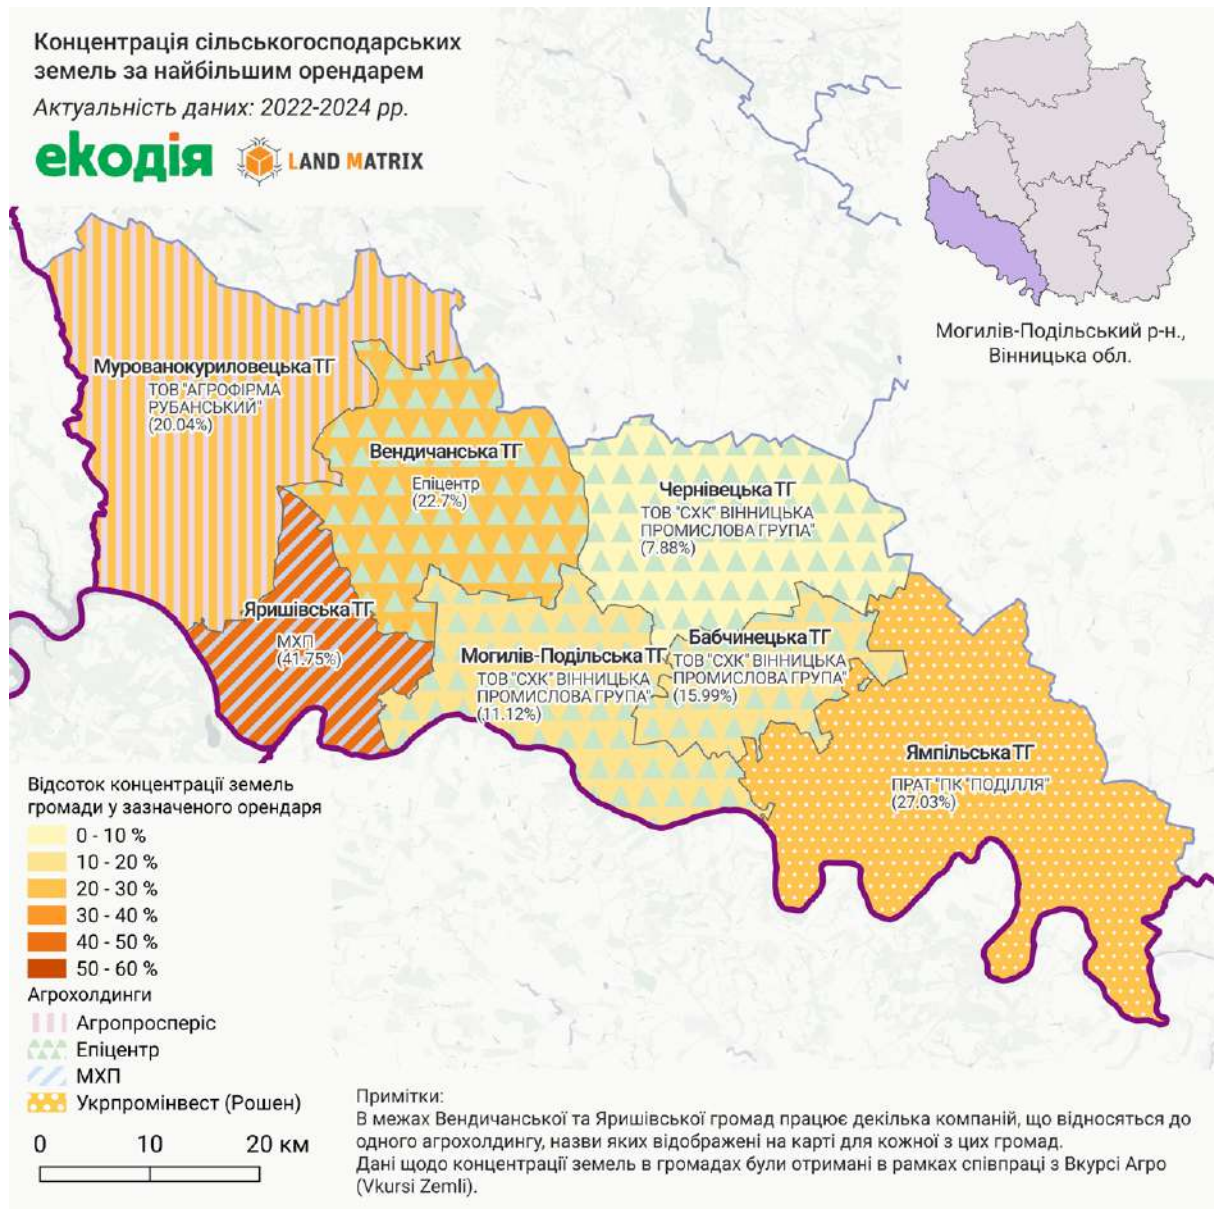 Концентрація сільськогосподарських
земель за найбільшим орендарем
Актуальність даних: 2022-2024 рр.
екодія
LAND MATRIX
Могилів-Подільський р-н.,
Вінницька обл.
Мурованокуриловецька ТГ
ТОВ "АГРОФІРМА
РУБАНСЬКИЙ"
(20.04%)
Вендичанська ТГ
Епіцентр
(22.7%)
Чернівецька ТГ
ТОВ "СХК" ВІННИЦЬКА
ПРОМИСЛОВА ГРУПА"
(7.88%)
Яришівська ТГ
МХП
(41.75%)
Могилів-Подільська ТГ
ТОВ "СХК" ВІННИЦЬКА
ПРОМИСЛОВА ГРУПА"
(11.12%)
Бабчинецька ТГ
ТОВ "СХК" ВІННИЦЬКА
ПРОМИСЛОВА ГРУПА"
(15.99%)
Ямпільська ТГ
ПРАТ "ПК "ПОДІЛЛЯ"
(27.03%)
Відсоток концентрації земель
громади у зазначеного орендаря
0 - 10 %
10 - 20 %
20 - 30 %
30 - 40 %
40 - 50 %
50 - 60 %
Агрохолдинги
Агропросперіс
Епіцентр
МХП
Укрпромінвест (Рошен)
0 10 20 км
Примітки:
В межах Вендичанської та Яришівської громад працює декілька компаній, що відносяться до
одного агрохолдингу, назви яких відображені на карті для кожної з цих громад.
Дані щодо концентрації земель в громадах були отримані в рамках співпраці з Вкурсі Агро
(Vkursi Zemli).